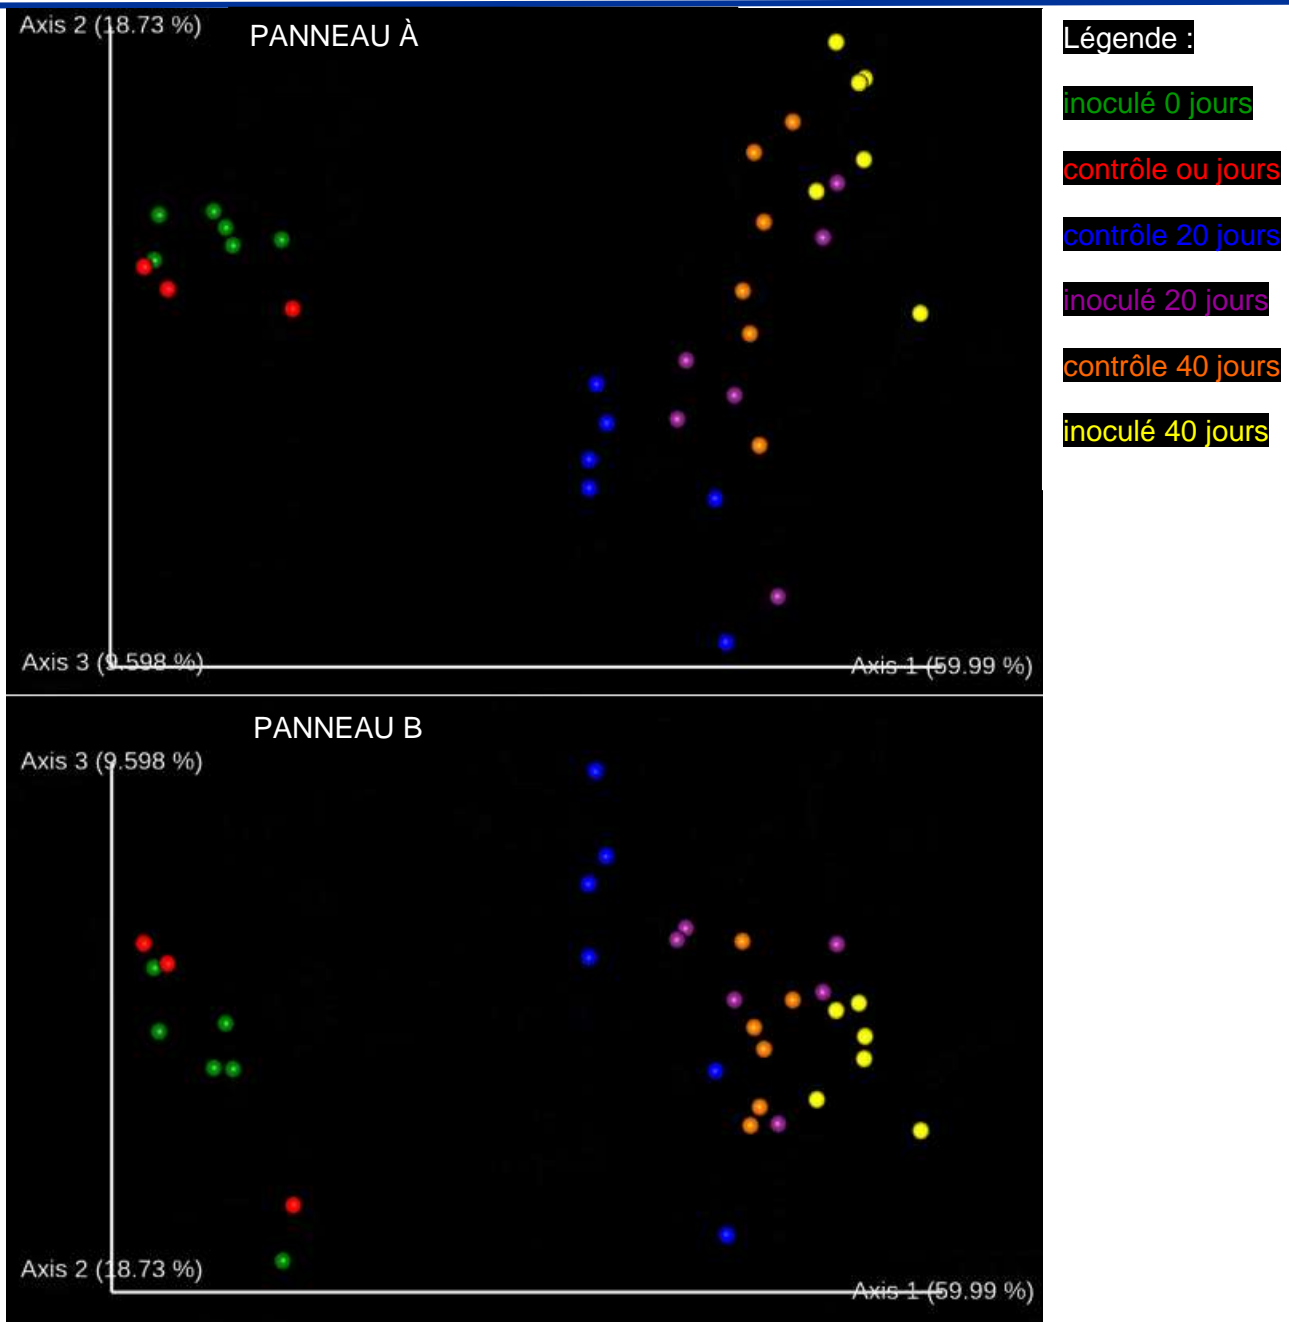 Axis 2 (18.73 %)
PANNEAU À
Axis 3 (9.598 %)
Axis 1 (59.99 %)
PANNEAU B
Axis 3 (9.598 %)
Axis 2 (18.73 %)
Axis 1 (59.99 %)
Légende :
inoculé 0 jours
contrôle ou jours
contrôle 20 jours
inoculé 20 jours
contrôle 40 jours
inoculé 40 jours